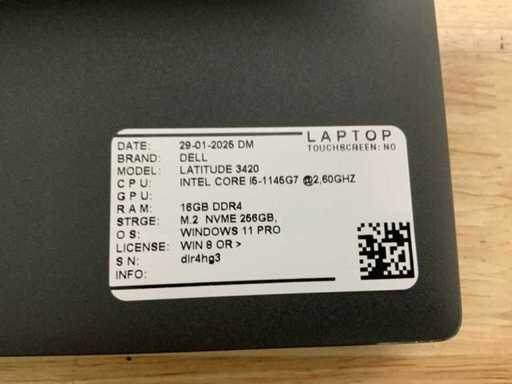 LAPTOP
TOUCHSCREEN: NO
DATE: 29-01-2025 DM
BRAND: DELL
MODEL: LATITUDE 3420
CPU: INTEL CORE I5-1145G7 @2,60GHZ
GPU:
RAM: 16GB DDR4
STRGE: M.2 NVME 256GB,
OS: WINDOWS 11 PRO
LICENSE: WIN 8 OR >
SN: dlr4hg3
INFO: